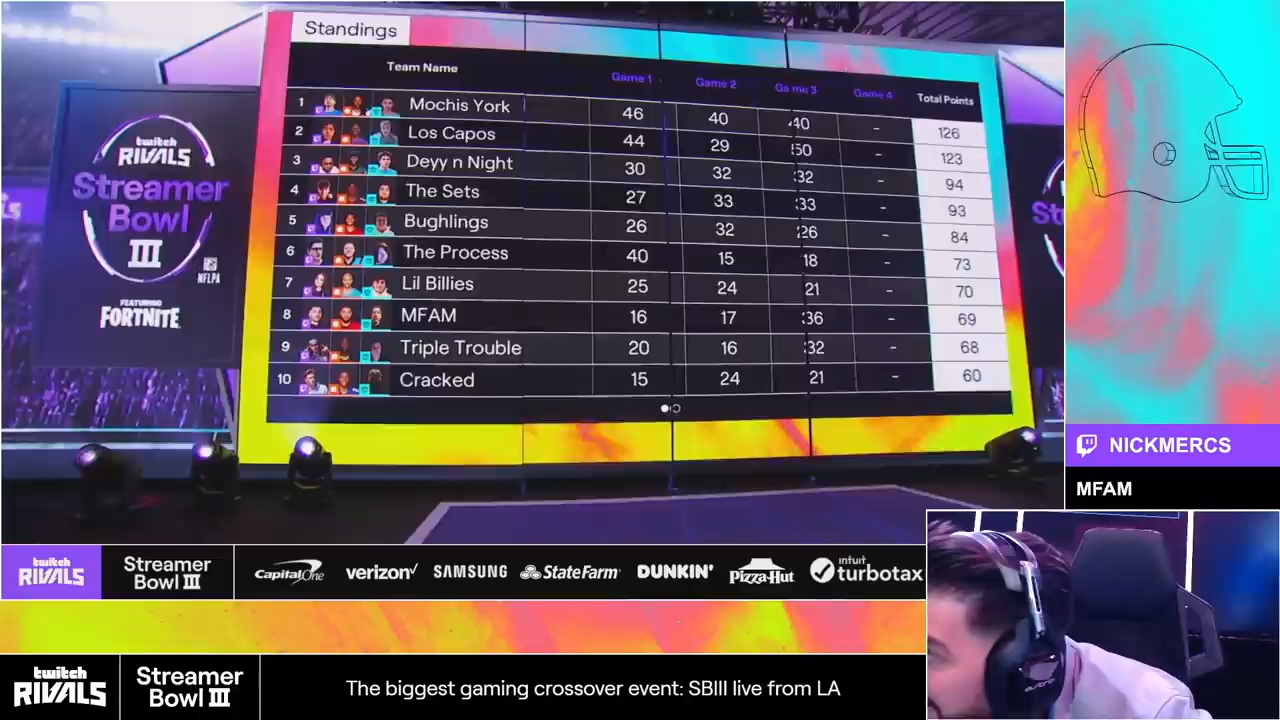 Standings
Team Name Game 1 Game 2 Game 3 Game 4 Total Points
1 Mochis York 46 40 40 - 126
2 Los Capos 44 29 50 - 123
3 Deyy n Night 30 32 32 - 94
4 The Sets 27 33 33 - 93
5 Bughlings 26 32 26 - 84
6 The Process 40 15 18 - 73
7 Lil Billies 25 24 21 - 70
8 MFAM 16 17 36 - 69
9 Triple Trouble 20 16 32 - 68
10 Cracked 15 24 21 - 60
twitch
RIVALS
Streamer
Bowl
III
NFLPA
FEATURING
FORTNITE
St
NICKMERCS
MFAM
twitch
RIVALS
Streamer
Bowl III
Capital One verizon SAMSUNG StateFarm DUNKIN' Pizza Hut intuit turbotax
twitch
RIVALS
Streamer
Bowl III
The biggest gaming crossover event: SBIII live from LA
astro